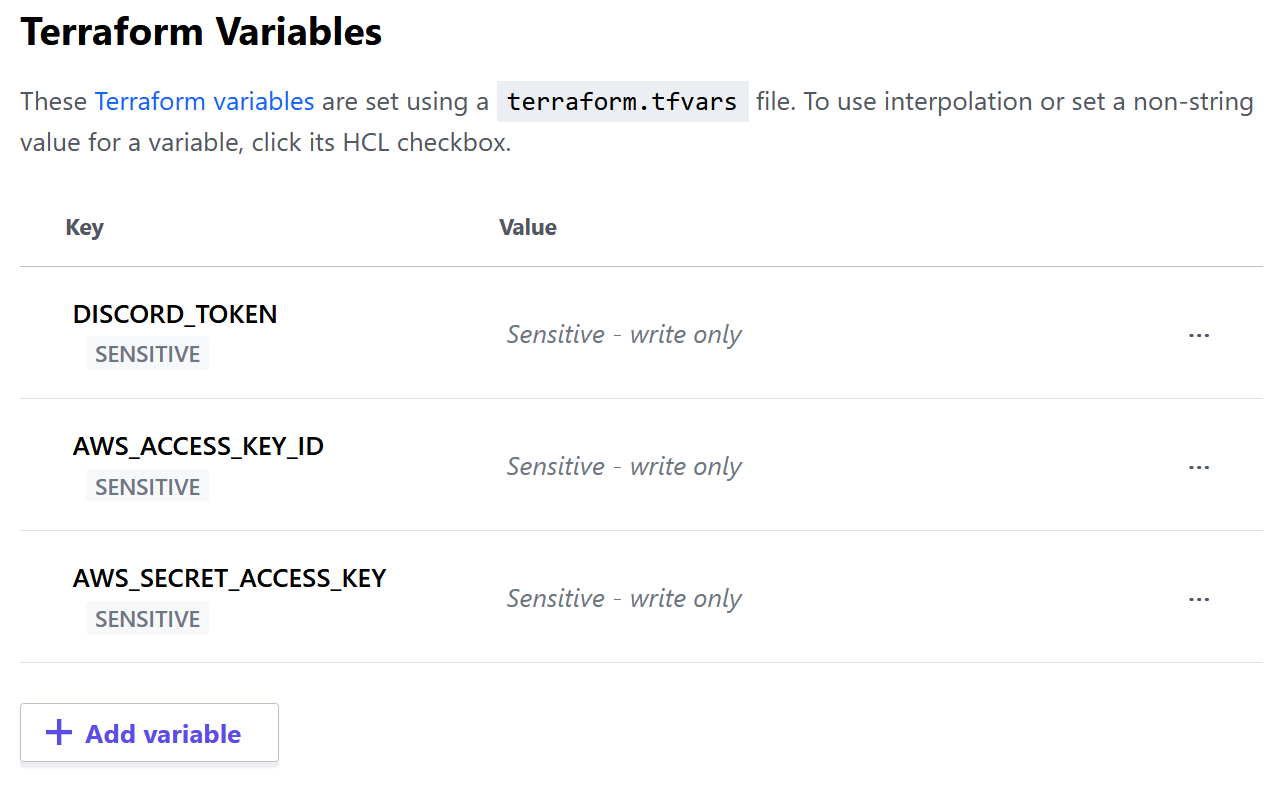 Terraform Variables
These Terraform variables are set using a terraform.tfvars file. To use interpolation or set a non-string
value for a variable, click its HCL checkbox.
Key Value
DISCORD_TOKEN
SENSITIVE
Sensitive - write only ...
AWS_ACCESS_KEY_ID
SENSITIVE
Sensitive - write only ...
AWS_SECRET_ACCESS_KEY
SENSITIVE
Sensitive - write only ...
+ Add variable